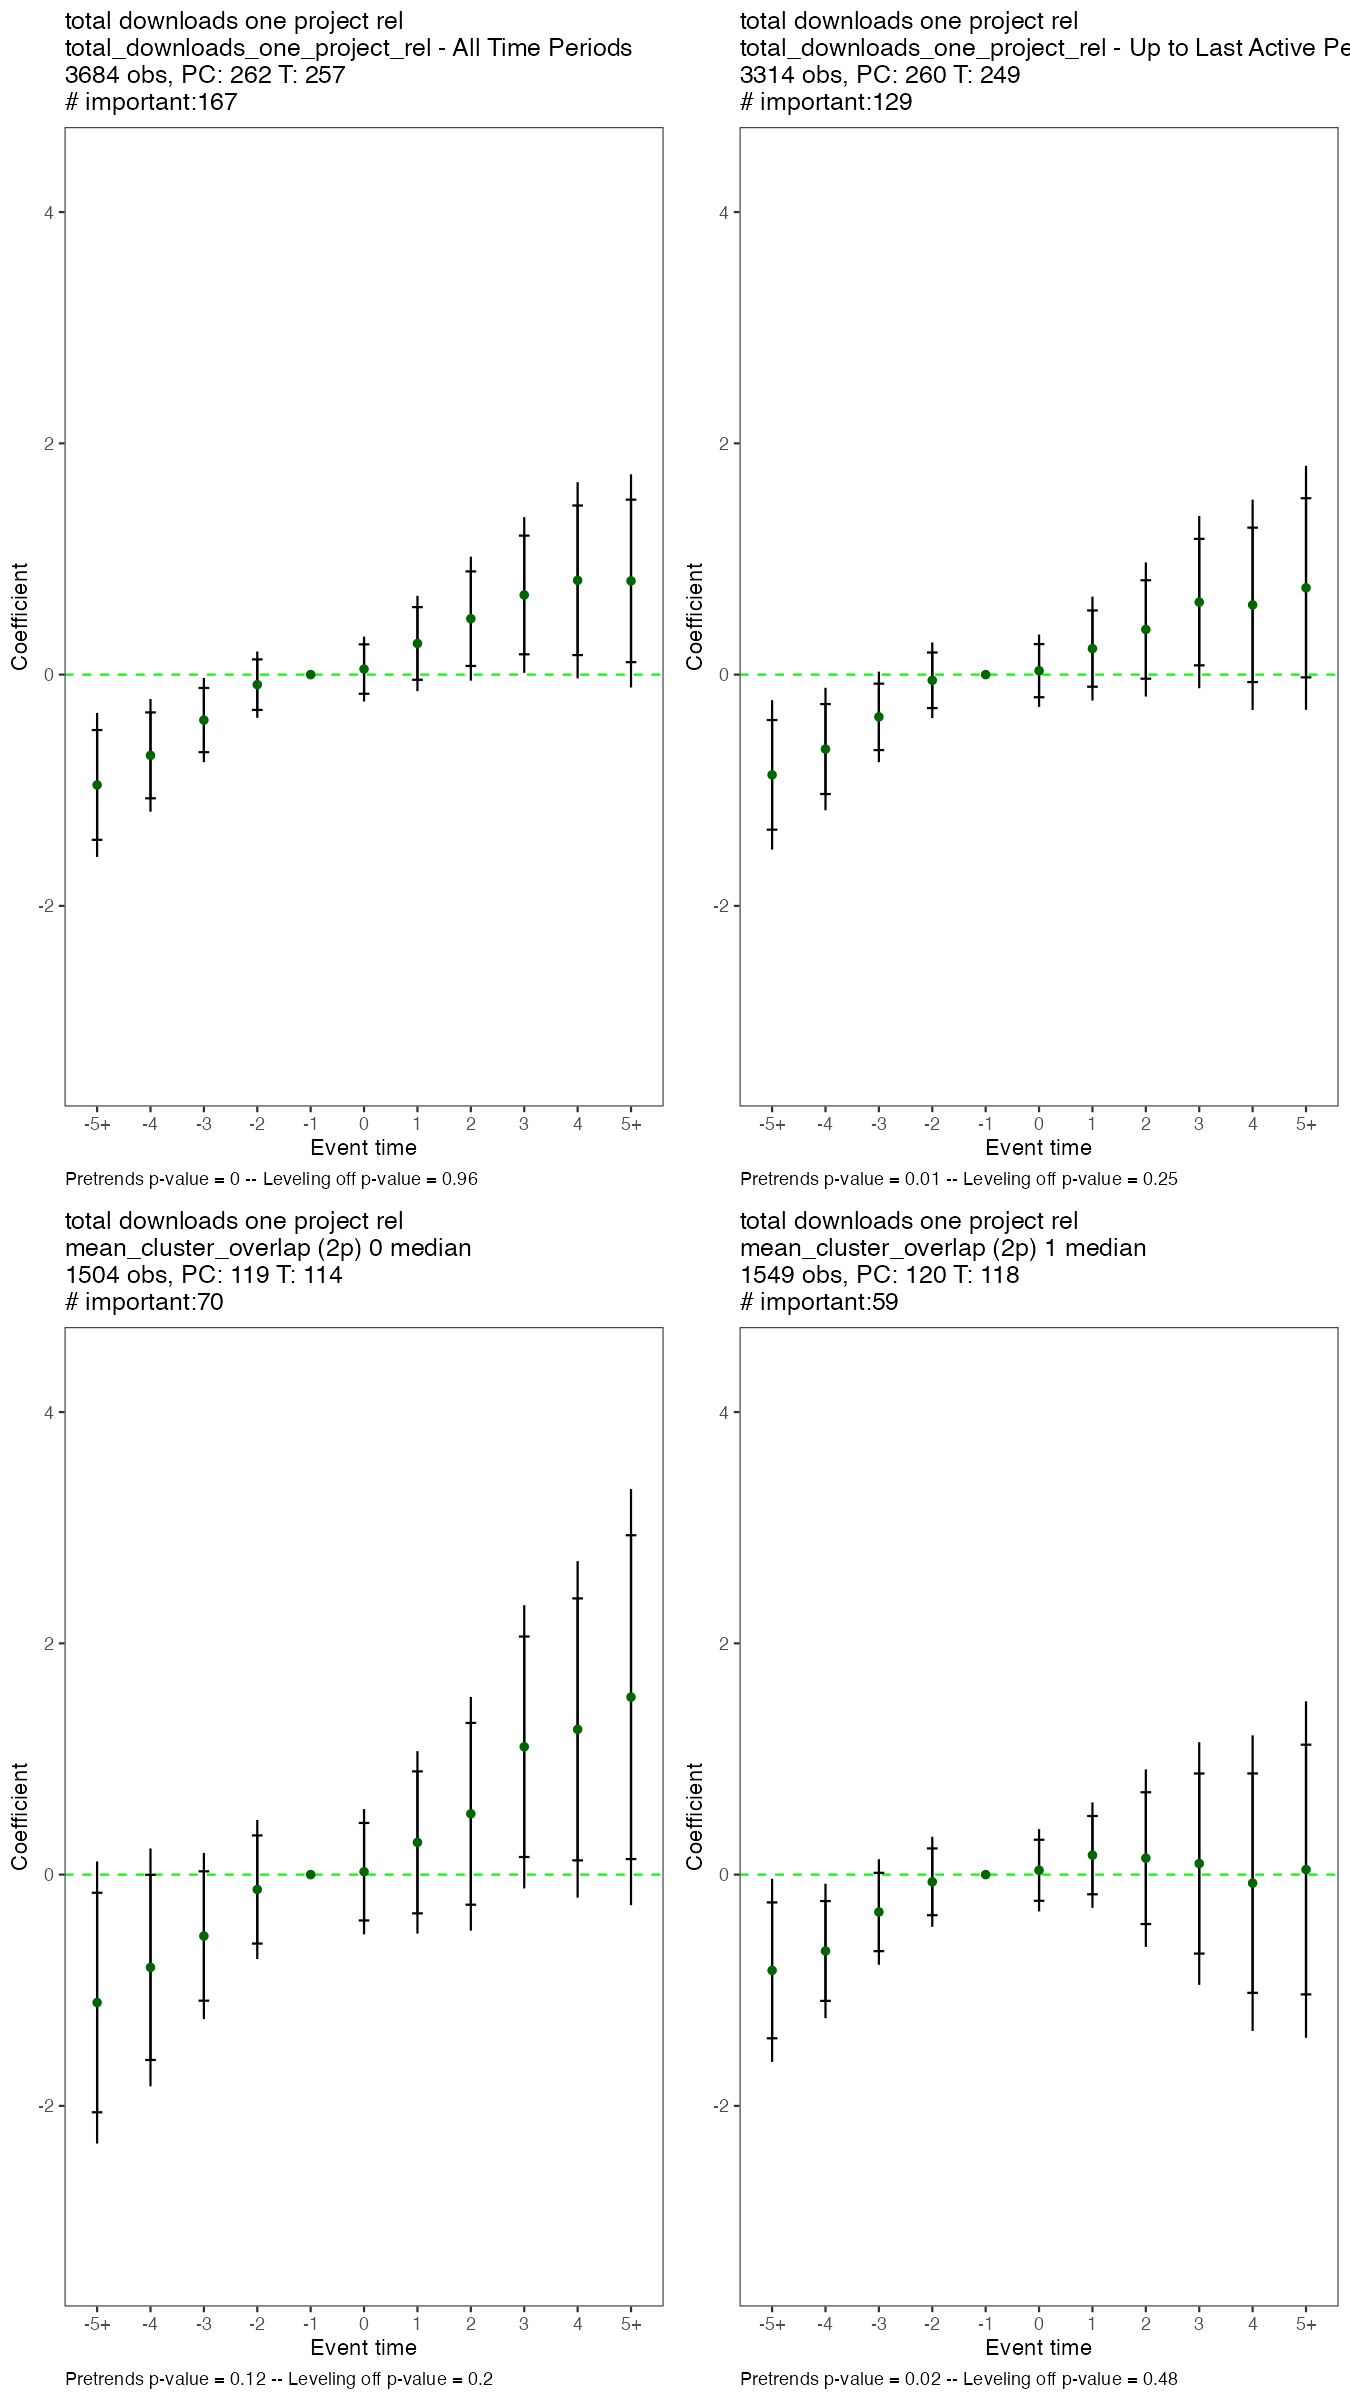 total downloads one project rel
total_downloads_one_project_rel - All Time Periods
3684 obs, PC: 262 T: 257
# important:167
4
2
0
-2
Coefficient
-5+ -4 -3 -2 -1 0 1 2 3 4 5+
Event time
Pretrends p-value = 0 -- Leveling off p-value = 0.96
total downloads one project rel
total_downloads_one_project_rel - Up to Last Active Pe
3314 obs, PC: 260 T: 249
# important:129
4
2
0
-2
Coefficient
-5+ -4 -3 -2 -1 0 1 2 3 4 5+
Event time
Pretrends p-value = 0.01 -- Leveling off p-value = 0.25
total downloads one project rel
mean_cluster_overlap (2p) 0 median
1504 obs, PC: 119 T: 114
# important:70
4
2
0
-2
Coefficient
-5+ -4 -3 -2 -1 0 1 2 3 4 5+
Event time
Pretrends p-value = 0.12 -- Leveling off p-value = 0.2
total downloads one project rel
mean_cluster_overlap (2p) 1 median
1549 obs, PC: 120 T: 118
# important:59
4
2
0
-2
Coefficient
-5+ -4 -3 -2 -1 0 1 2 3 4 5+
Event time
Pretrends p-value = 0.02 -- Leveling off p-value = 0.48